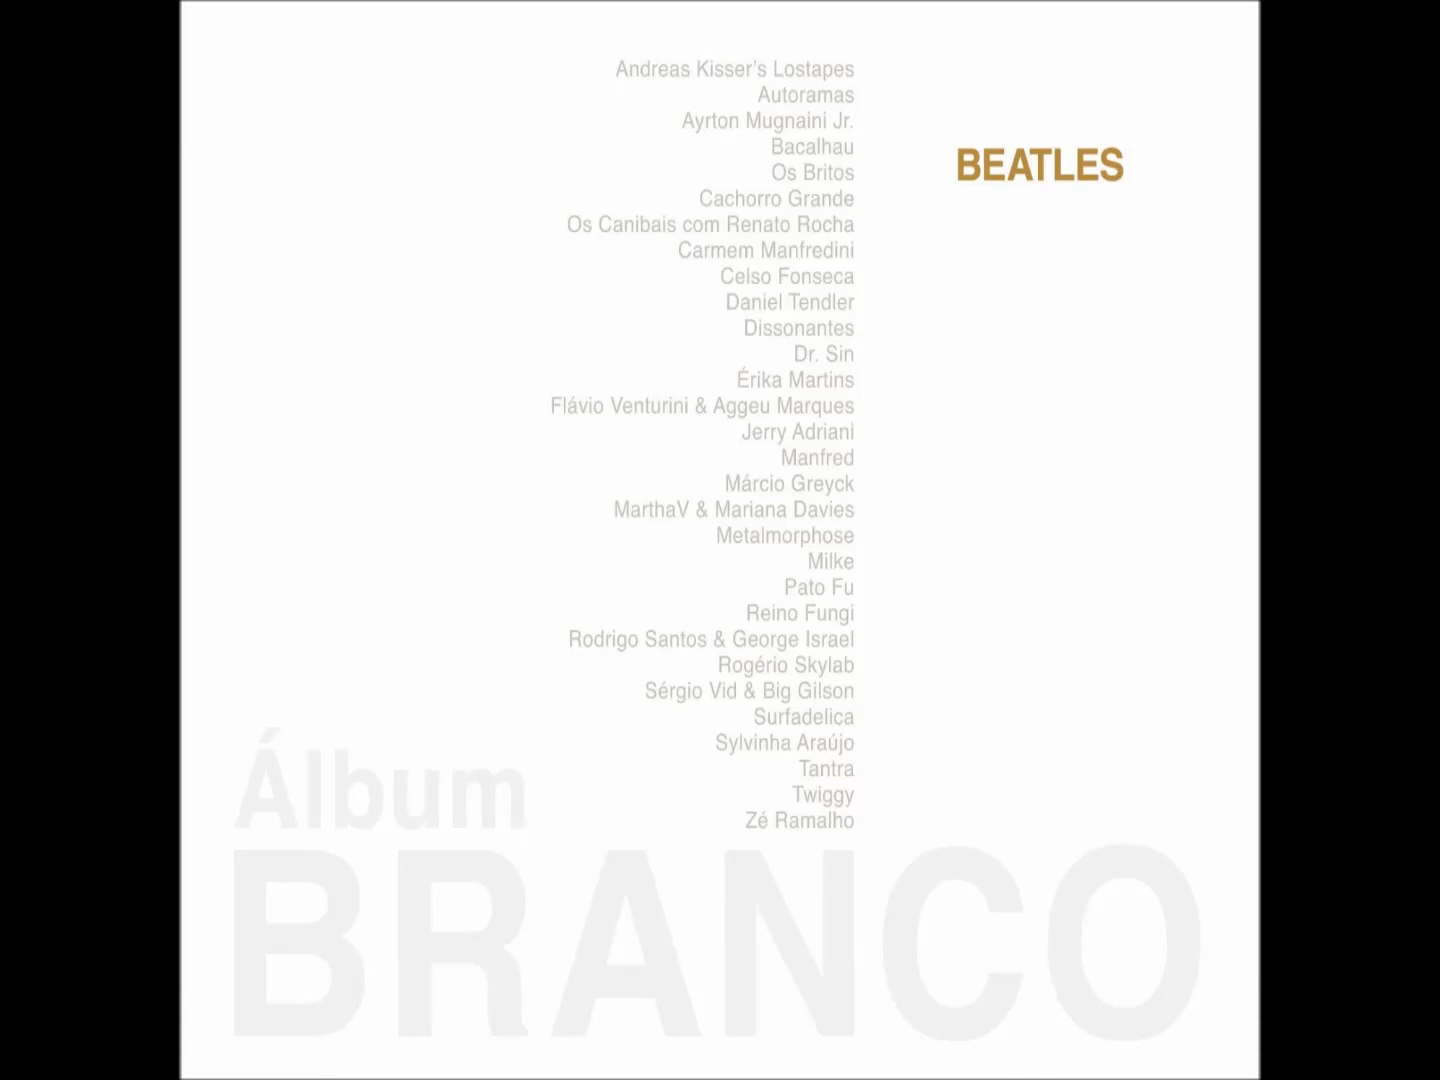 Andreas Kisser's Lostapes
Autoramas
Ayrton Mugnaini Jr.
Bacalhau
Os Britos
Cachorro Grande
Os Canibais com Renato Rocha
Carmem Manfredini
Celso Fonseca
Daniel Tendler
Dissonantes
Dr. Sin
Érika Martins
Flávio Venturini & Aggeu Marques
Jerry Adriani
Manfred
Márcio Greyck
MarthaV & Mariana Davies
Metalmorphose
Milke
Pato Fu
Reino Fungi
Rodrigo Santos & George Israel
Rogério Skylab
Sérgio Vid & Big Gilson
Surfadelica
Sylvinha Araújo
Tantra
Twiggy
Zé Ramalho
BEATLES
Álbum
BRANCO